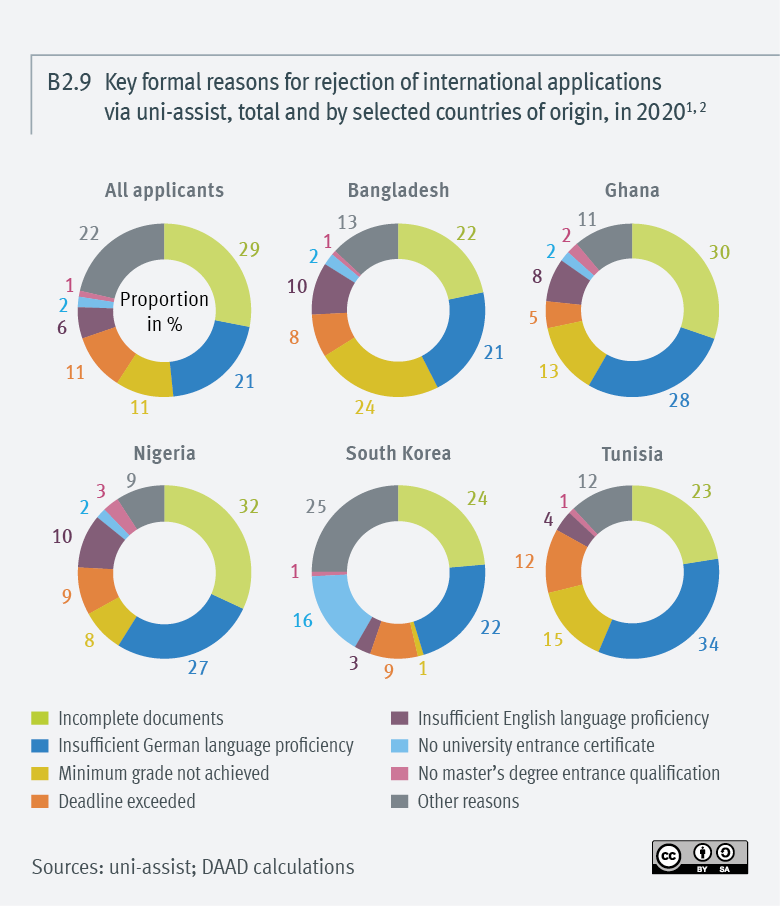 B2.9 Key formal reasons for rejection of international applications
via uni-assist, total and by selected countries of origin, in 2020¹, ²
All applicants
22
29
1
2
6
Proportion
in %
11
11
21
Bangladesh
13
22
1
2
10
8
24
21
Ghana
11
30
2
2
8
5
13
28
Nigeria
9
32
3
2
10
9
8
27
South Korea
25
24
1
16
3
9
1
22
Tunisia
12
23
1
4
12
15
34
Incomplete documents
Insufficient German language proficiency
Minimum grade not achieved
Deadline exceeded
Insufficient English language proficiency
No university entrance certificate
No master's degree entrance qualification
Other reasons
Sources: uni-assist; DAAD calculations
cc
BY SA